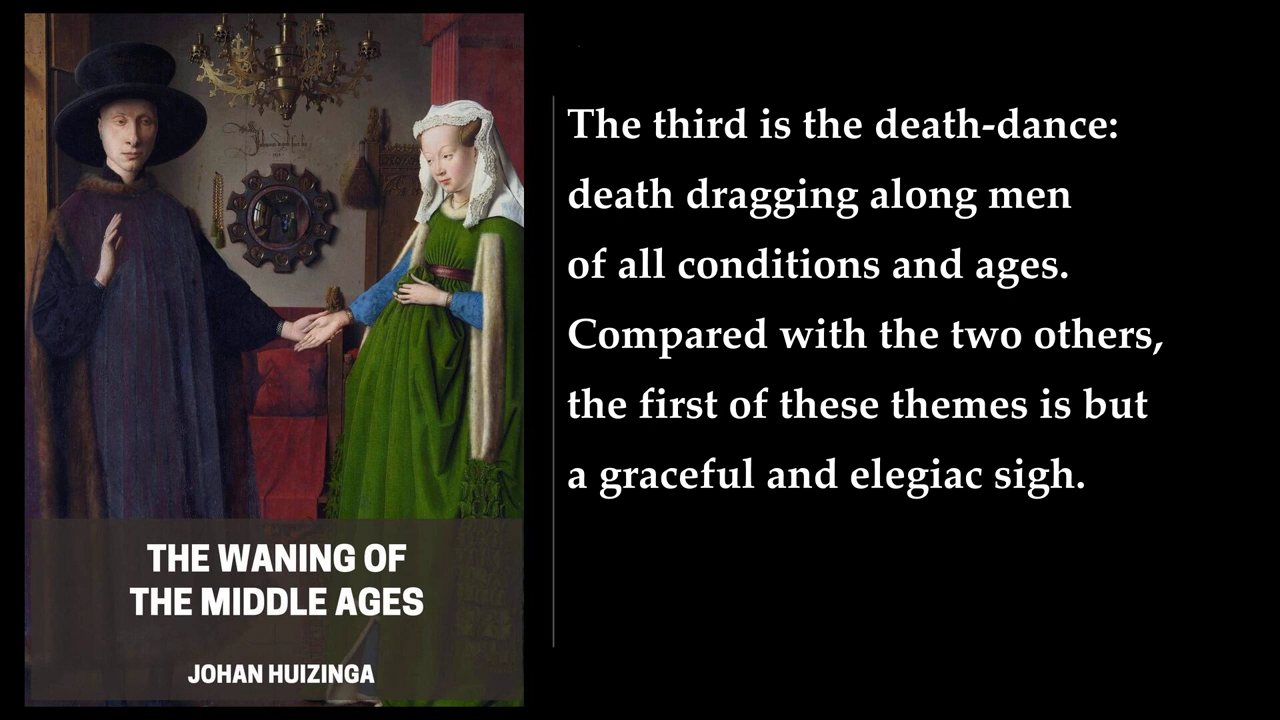 THE WANING OF
THE MIDDLE AGES
JOHAN HUIZINGA
The third is the death-dance:
death dragging along men
of all conditions and ages.
Compared with the two others,
the first of these themes is but
a graceful and elegiac sigh.